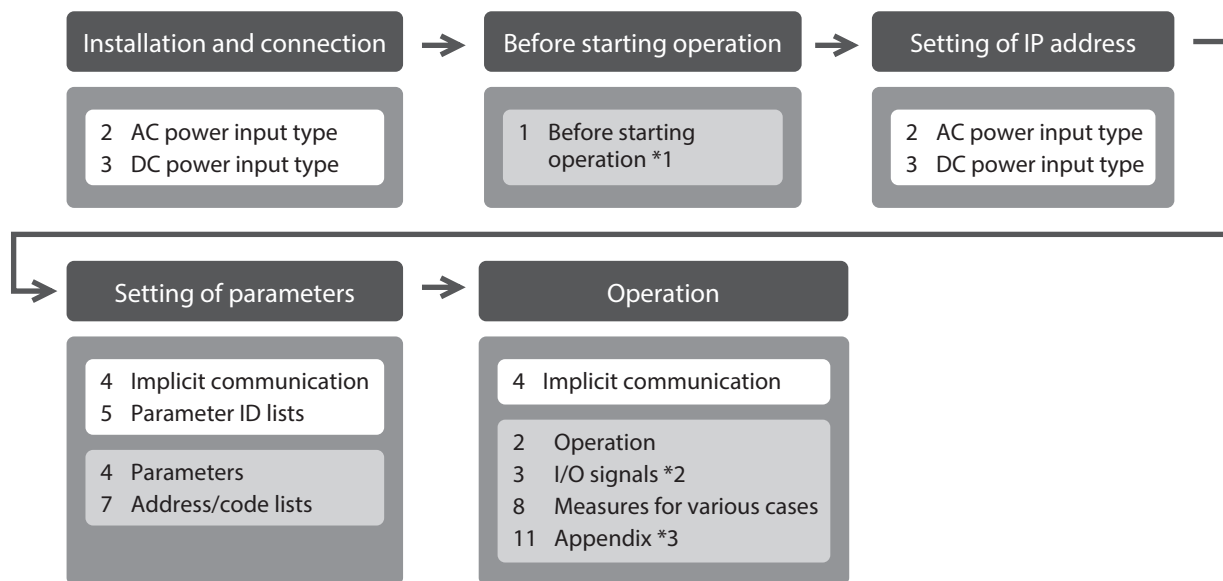 Installation and connection
2 AC power input type
3 DC power input type
Before starting operation
1 Before starting
operation *1
Setting of IP address
2 AC power input type
3 DC power input type
Setting of parameters
4 Implicit communication
5 Parameter ID lists
4 Parameters
7 Address/code lists
Operation
4 Implicit communication
2 Operation
3 I/O signals *2
8 Measures for various cases
11 Appendix *3